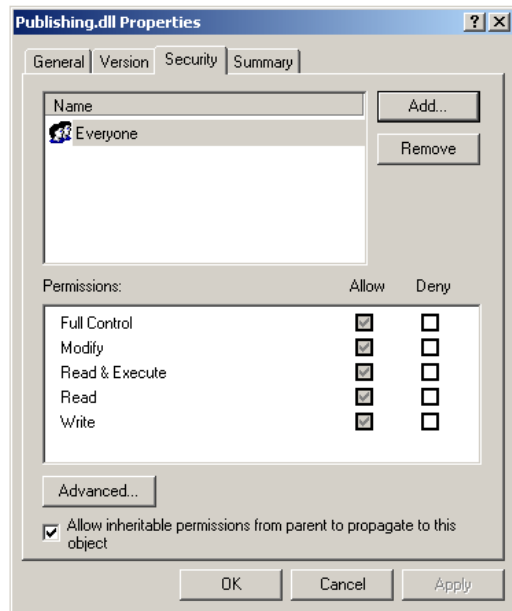 Publishing.dll Properties
General Version Security Summary
Name
Everyone
Add...
Remove
Permissions: Allow Deny
Full Control
Modify
Read & Execute
Read
Write
Advanced...
Allow inheritable permissions from parent to propagate to this
object
OK Cancel Apply